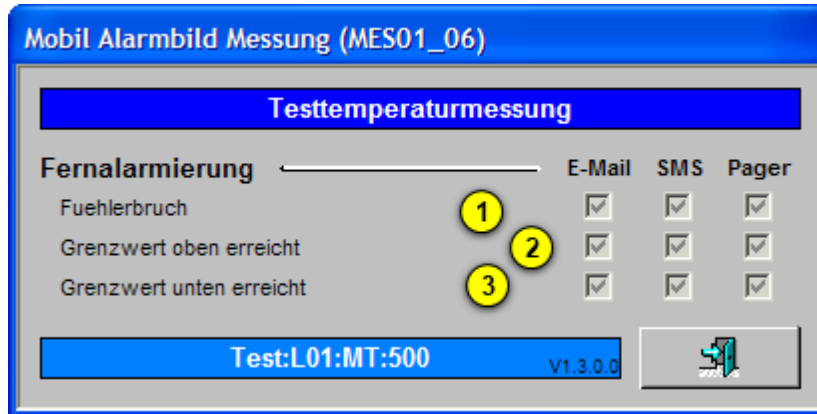 Mobil Alarmbild Messung (MES01_06)
Testtemperaturmessung
Fernalarmierung E-Mail SMS Pager
Fuehlerbruch 1
Grenzwert oben erreicht 2
Grenzwert unten erreicht 3
Test:L01:MT:500 V1.3.0.0